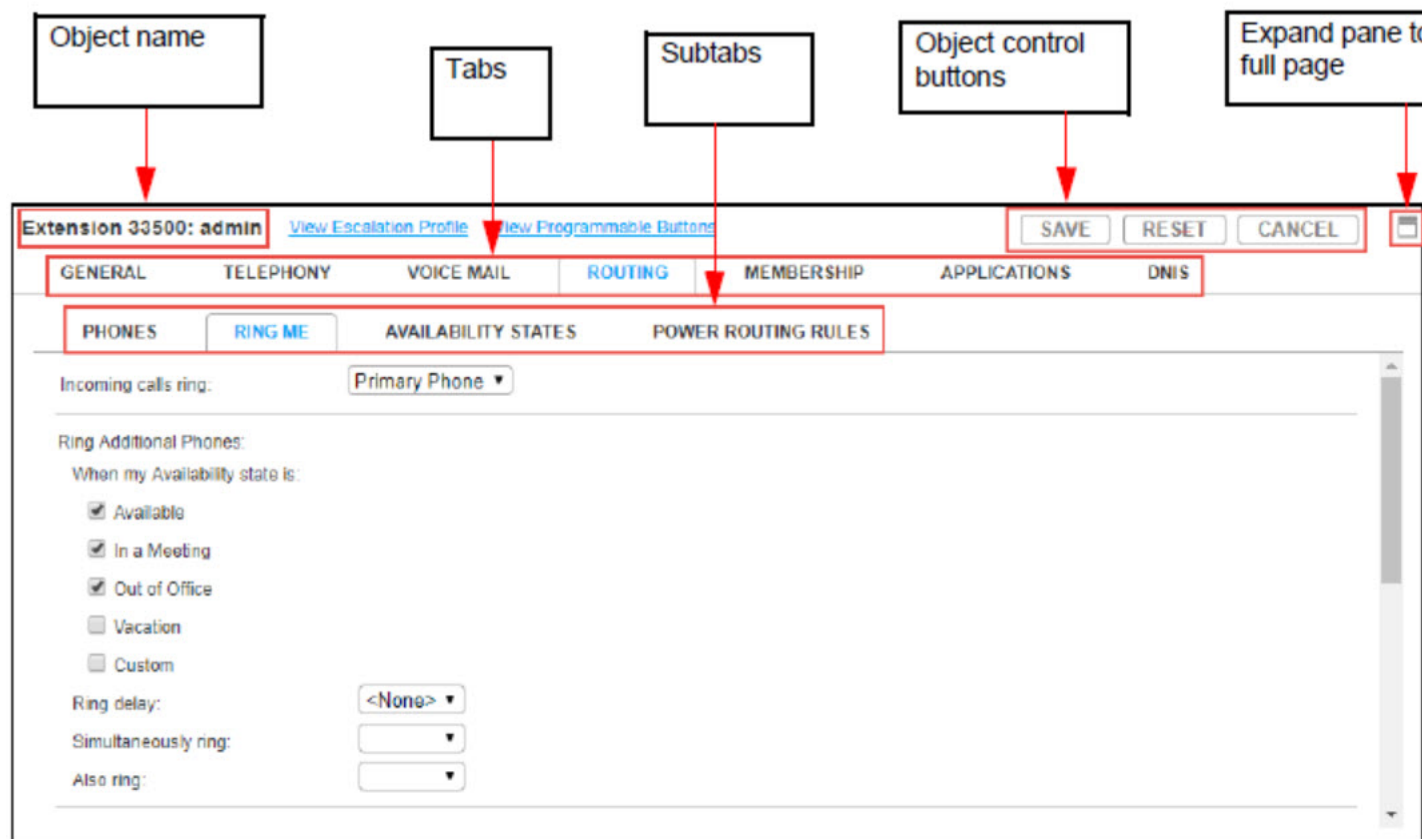 Object name
Tabs
Subtabs
Object control
buttons
Expand pane to
full page
Extension 33500: admin View Escalation Profile View Programmable Buttons SAVE RESET CANCEL
GENERAL TELEPHONY VOICE MAIL ROUTING MEMBERSHIP APPLICATIONS DNIS
PHONES RING ME AVAILABILITY STATES POWER ROUTING RULES
Incoming calls ring: Primary Phone
Ring Additional Phones:
When my Availability state is:
Available
In a Meeting
Out of Office
Vacation
Custom
Ring delay: <None>
Simultaneously ring:
Also ring: